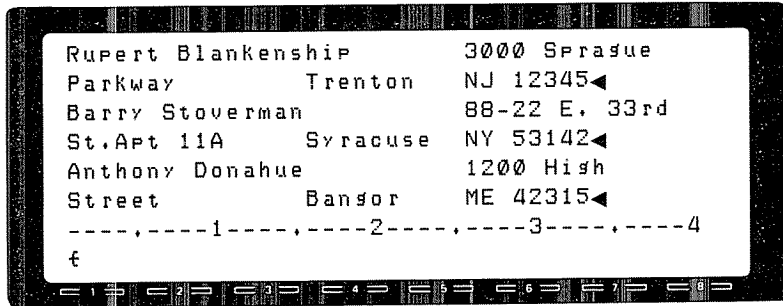 Rupert Blankenship 3000 Sprague
Parkway Trenton NJ 12345◀
Barry Stoverman 88-22 E. 33rd
St.Apt 11A Syracuse NY 53142◀
Anthony Donahue 1200 High
Street Bangor ME 42315◀
----.----1----.----2----.----3----.----4
1 2 3 4 5 6 7 8